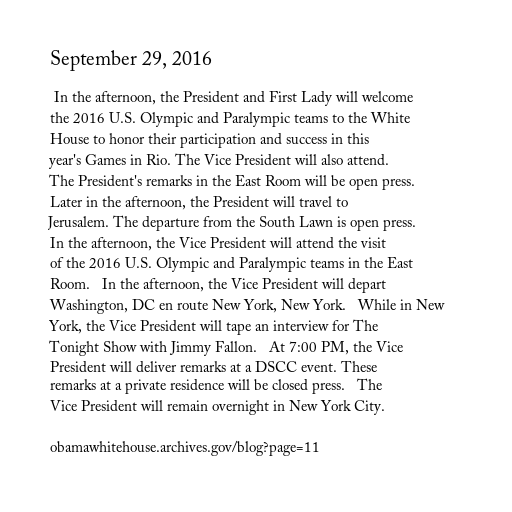 September 29, 2016
In the afternoon, the President and First Lady will welcome
the 2016 U.S. Olympic and Paralympic teams to the White
House to honor their participation and success in this
year's Games in Rio. The Vice President will also attend.
The President's remarks in the East Room will be open press.
Later in the afternoon, the President will travel to
Jerusalem. The departure from the South Lawn is open press.
In the afternoon, the Vice President will attend the visit
of the 2016 U.S. Olympic and Paralympic teams in the East
Room.   In the afternoon, the Vice President will depart
Washington, DC en route New York, New York.   While in New
York, the Vice President will tape an interview for The
Tonight Show with Jimmy Fallon.   At 7:00 PM, the Vice
President will deliver remarks at a DSCC event. These
remarks at a private residence will be closed press.   The
Vice President will remain overnight in New York City.
obamawhitehouse.archives.gov/blog?page=11